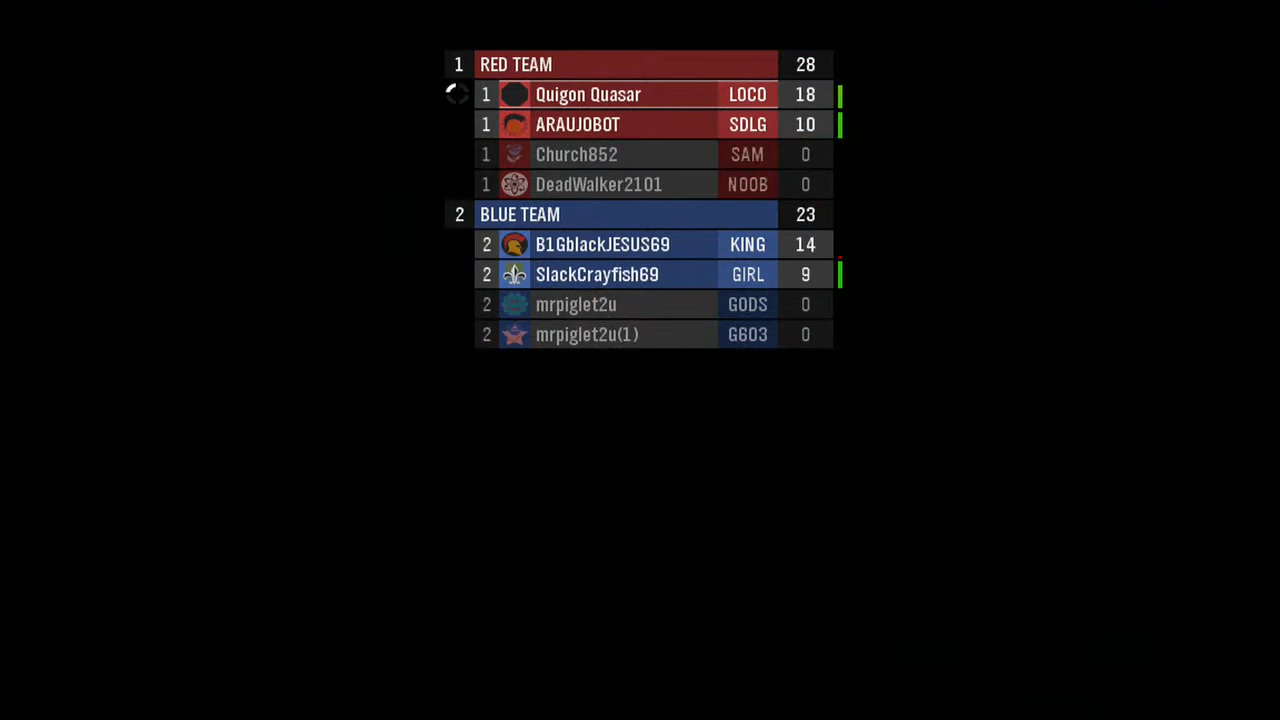 1 RED TEAM 28
1 Quigon Quasar LOCO 18
1 ARAUJOBOT SDLG 10
1 Church852 SAM 0
1 DeadWalker2101 NOOB 0
2 BLUE TEAM 23
2 B1GblackJESUS69 KING 14
2 SlackCrayfish69 GIRL 9
2 mrpiglet2u GODS 0
2 mrpiglet2u(1) G603 0